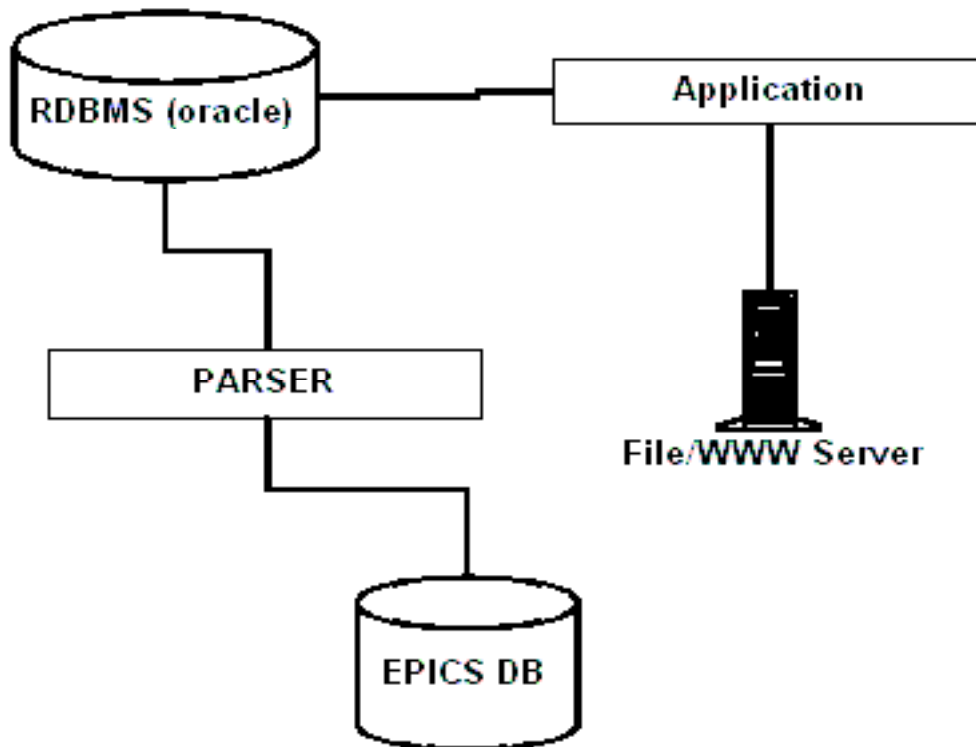 RDBMS (oracle)
Application
PARSER
File/WWW Server
EPICS DB